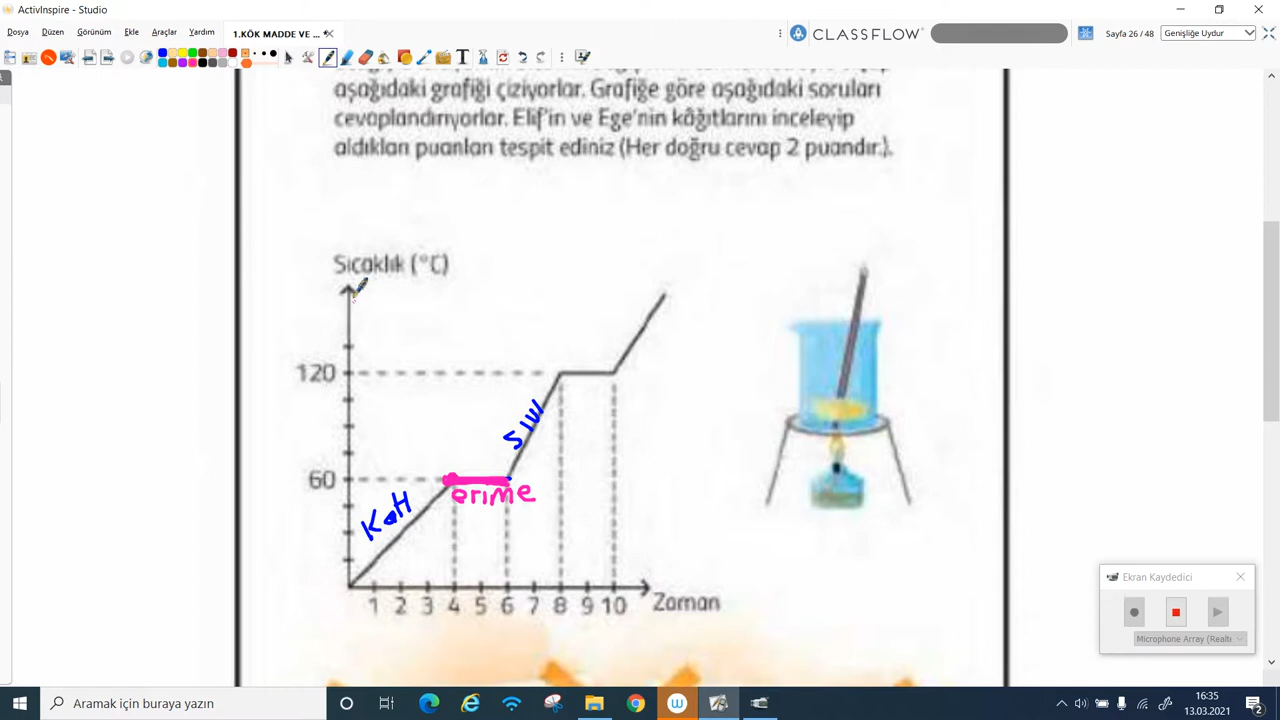 ActivInspire - Studio
Dosya Düzen Görünüm Ekle Araçlar Yardım
1.KÖK MADDE VE ... *
CLASSFLOW
Sayfa 26 / 48
Genişliğe Uydur
aşağıdaki grafiği çiziyorlar. Grafiğe göre aşağıdaki soruları
cevaplandırıyorlar. Elif'in ve Ege'nin kâğıtlarını inceleyip
aldıkları puanları tespit ediniz (Her doğru cevap 2 puandır.).
Sıcaklık (°C)
120
sıvı
60
erime
Katı
1 2 3 4 5 6 7 8 9 10 Zaman
Ekran Kaydedici
Microphone Array (Realt
Aramak için buraya yazın
16:35
13.03.2021
2